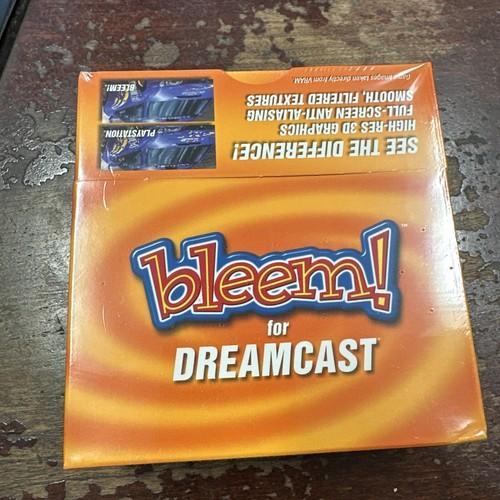 SEE THE DIFFERENCE!
HIGH-RES 3D GRAPHICS
FULL-SCREEN ANTI-ALIASING
SMOOTH, FILTERED TEXTURES
PLAYSTATION
BLEEM!
Game images taken directly from VRAM.
bleem!™
for
DREAMCAST